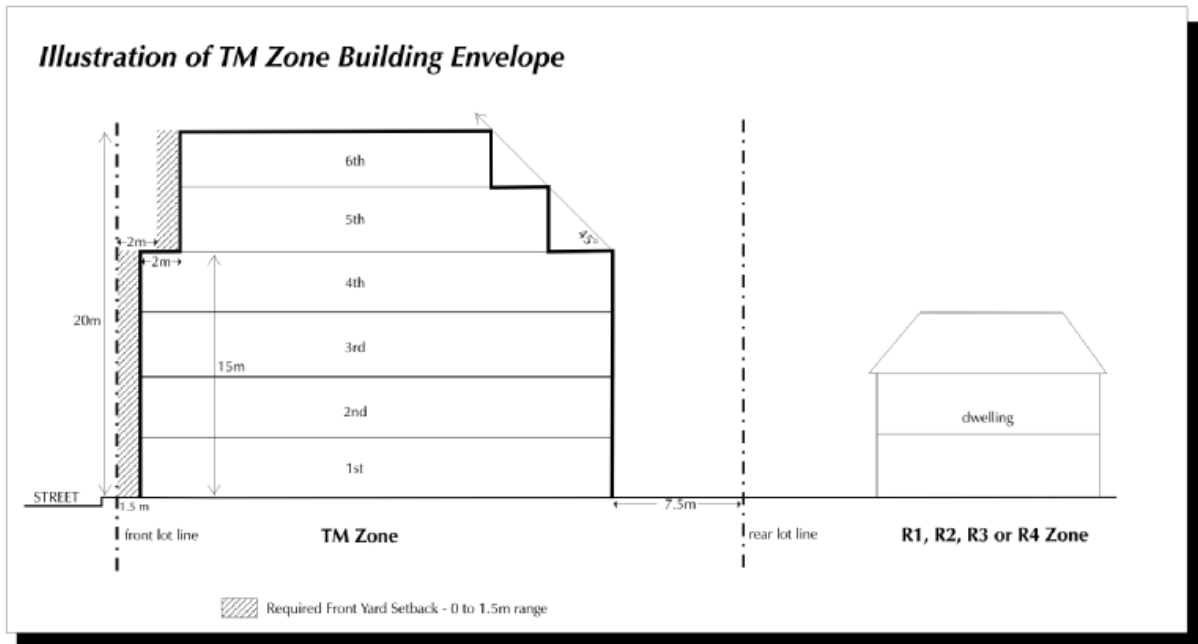 Illustration of TM Zone Building Envelope
6th
5th
2m
45°
2m
4th
20m
3rd
15m
dwelling
2nd
1st
STREET
1.5 m
7.5m
front lot line
TM Zone
rear lot line
R1, R2, R3 or R4 Zone
Required Front Yard Setback - 0 to 1.5m range